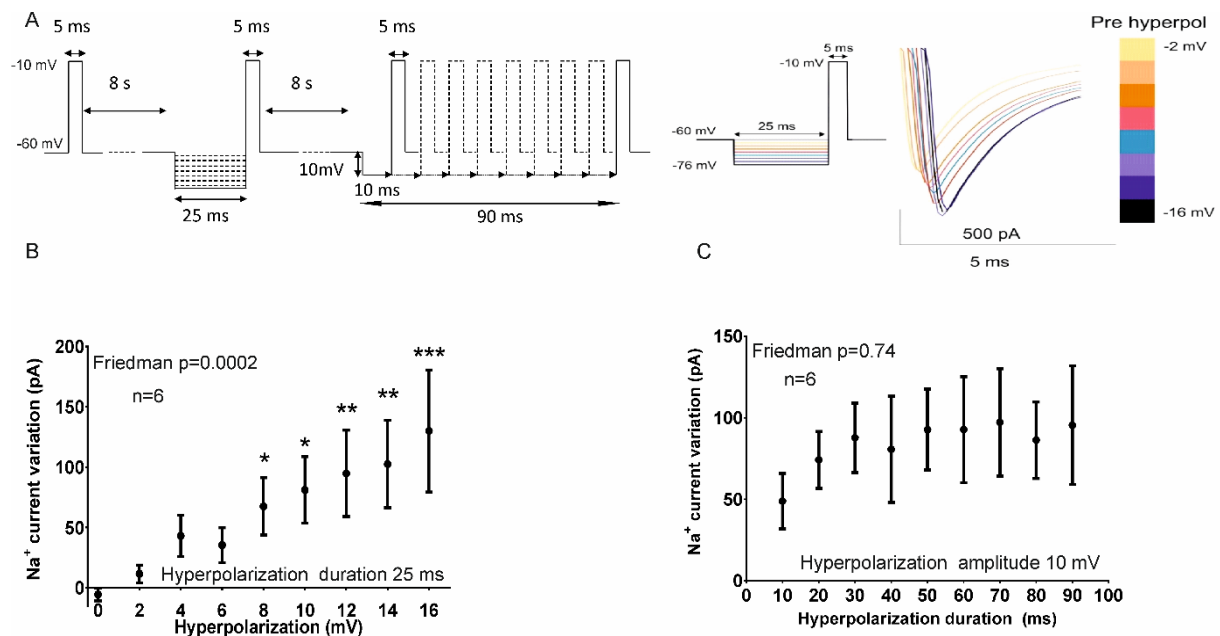 A
5 ms
5 ms
5 ms
-10 mV
8 s
8 s
-60 mV
10mV
10 ms
25 ms
90 ms
5 ms
-10 mV
-60 mV
25 ms
-76 mV
500 pA
5 ms
Pre hyperpol
-2 mV
-16 mV
B
Na+ current variation (pA)
200
150
100
50
0
Friedman p=0.0002
n=6
* * ** ** ***
Hyperpolarization duration 25 ms
0 2 4 6 8 10 12 14 16
Hyperpolarization (mV)
C
Na+ current variation (pA)
150
100
50
0
Friedman p=0.74
n=6
Hyperpolarization amplitude 10 mV
0 10 20 30 40 50 60 70 80 90 100
Hyperpolarization duration (ms)